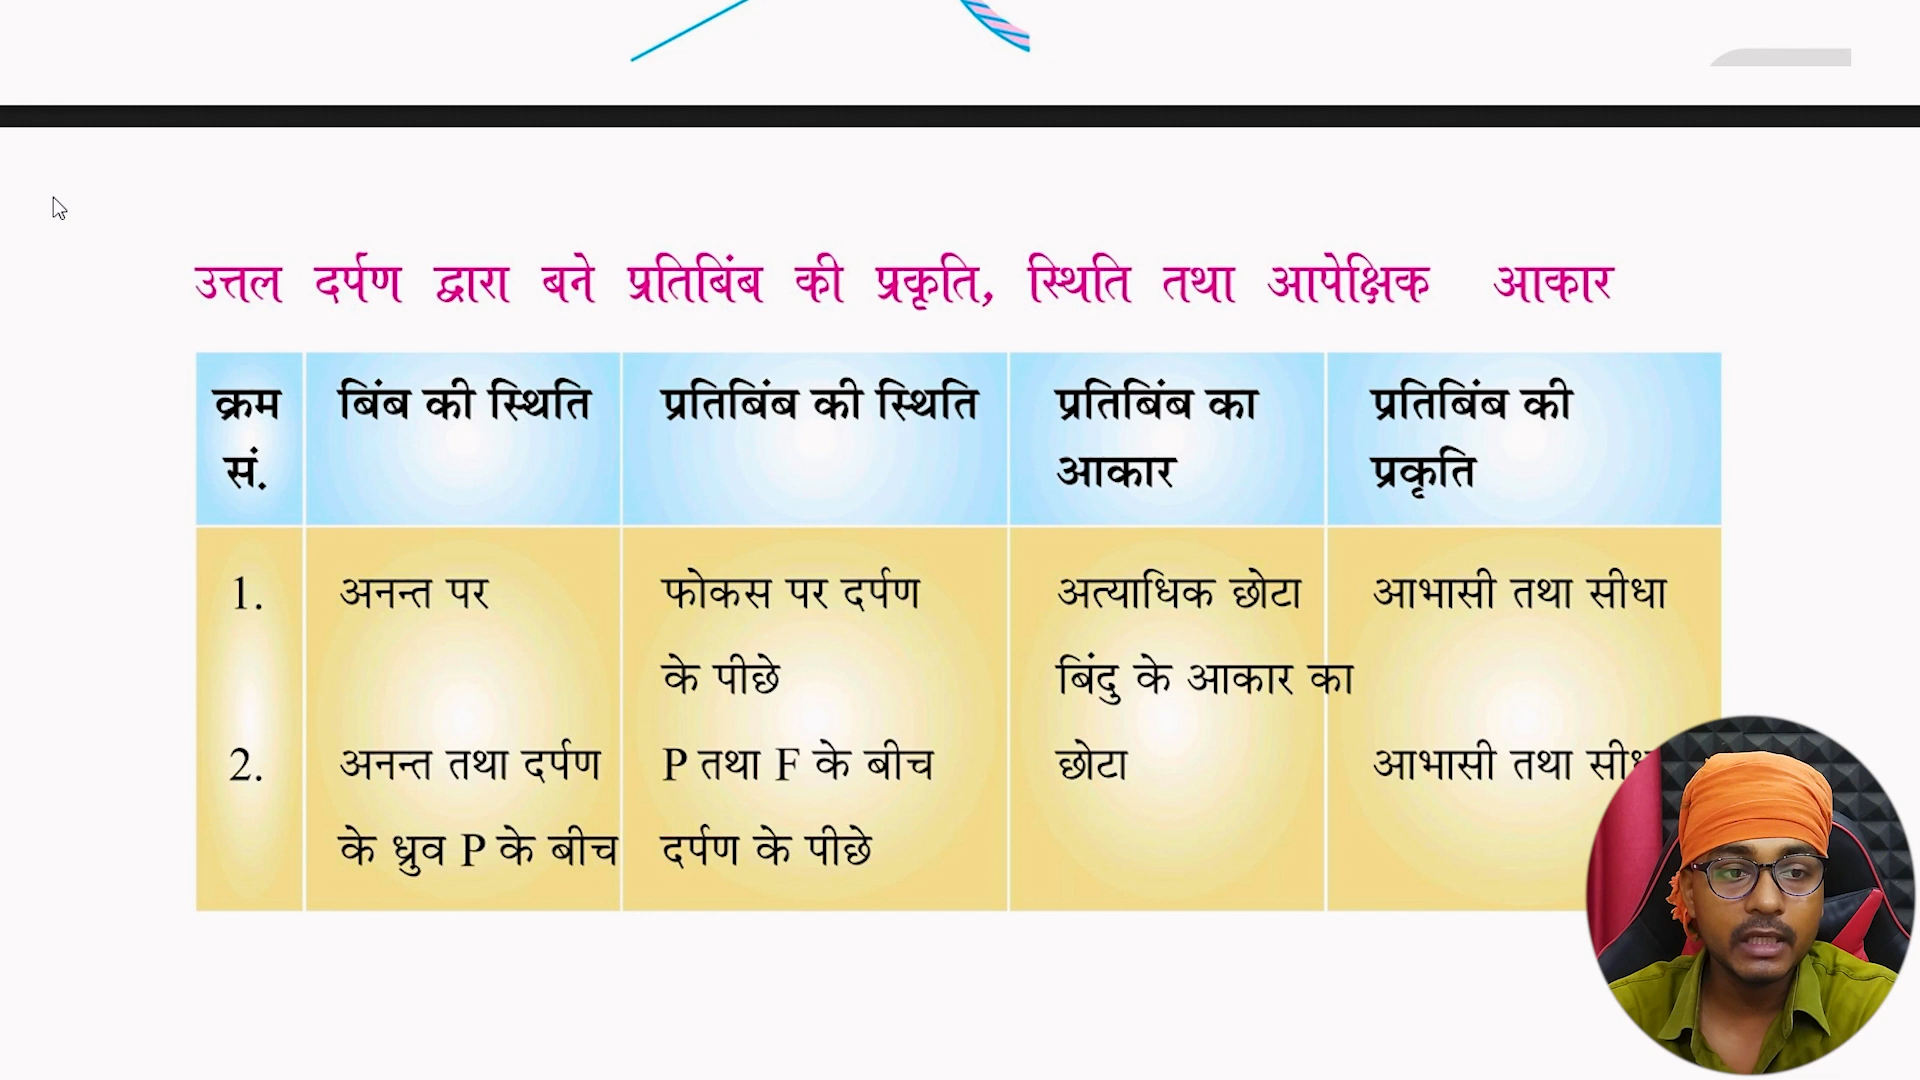 उत्तल दर्पण द्वारा बने प्रतिबिंब की प्रकृति, स्थिति तथा आपेक्षिक आकार
क्रम सं. बिंब की स्थिति प्रतिबिंब की स्थिति प्रतिबिंब का आकार प्रतिबिंब की प्रकृति
1. अनन्त पर फोकस पर दर्पण अत्याधिक छोटा आभासी तथा सीधा
के पीछे बिंदु के आकार का
2. अनन्त तथा दर्पण P तथा F के बीच छोटा आभासी तथा
के ध्रुव P के बीच दर्पण के पीछे